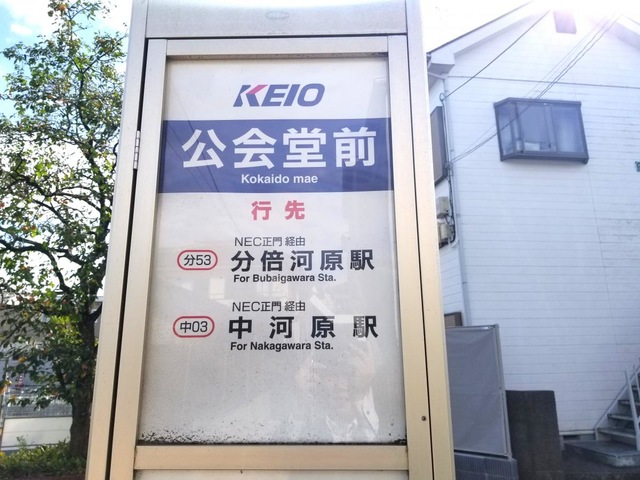 KEIO
公会堂前
Kokaido mae
行先
NEC正門 経由
分53 分倍河原駅
For Bubaigawara Sta.
NEC正門 経由
中03 中河原駅
For Nakagawara Sta.